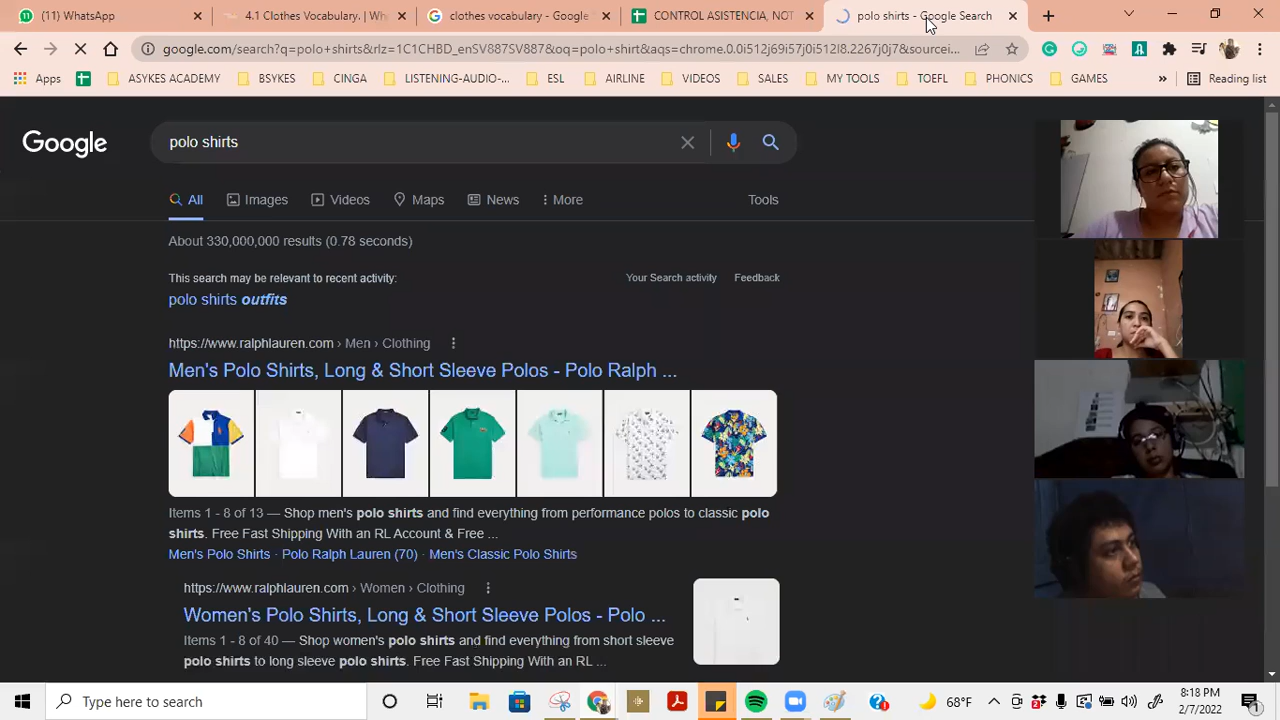 WhatsApp
4.1 Clothes Vocabulary. | Wh
clothes vocabulary - Google
CONTROL ASISTENCIA, NOT
polo shirts - Google Search
google.com/search?q=polo+shirts&rlz=1C1CHBD_enSV887SV887&oq=polo+shirt&aqs=chrome.0.0i512j69i57j0i512l8.2267j0j7&sourcei...
Apps
ASYKES ACADEMY
BSYKES
CINGA
LISTENING-AUDIO-...
ESL
AIRLINE
VIDEOS
SALES
MY TOOLS
TOEFL
PHONICS
GAMES
»
Reading list
Google
polo shirts
All
Images
Videos
Maps
News
More
Tools
About 330,000,000 results (0.78 seconds)
This search may be relevant to recent activity:
Your Search activity
Feedback
polo shirts outfits
https://www.ralphlauren.com › Men › Clothing
Men's Polo Shirts, Long & Short Sleeve Polos - Polo Ralph ...
Items 1 - 8 of 13 — Shop men's polo shirts and find everything from performance polos to classic polo
shirts. Free Fast Shipping With an RL Account & Free ...
Men's Polo Shirts · Polo Ralph Lauren (70) · Men's Classic Polo Shirts
https://www.ralphlauren.com › Women › Clothing
Women's Polo Shirts, Long & Short Sleeve Polos - Polo ...
Items 1 - 8 of 40 — Shop women's polo shirts and find everything from short sleeve
polo shirts to long sleeve polo shirts. Free Fast Shipping With an RL ...
Type here to search
68°F
8:18 PM
2/7/2022